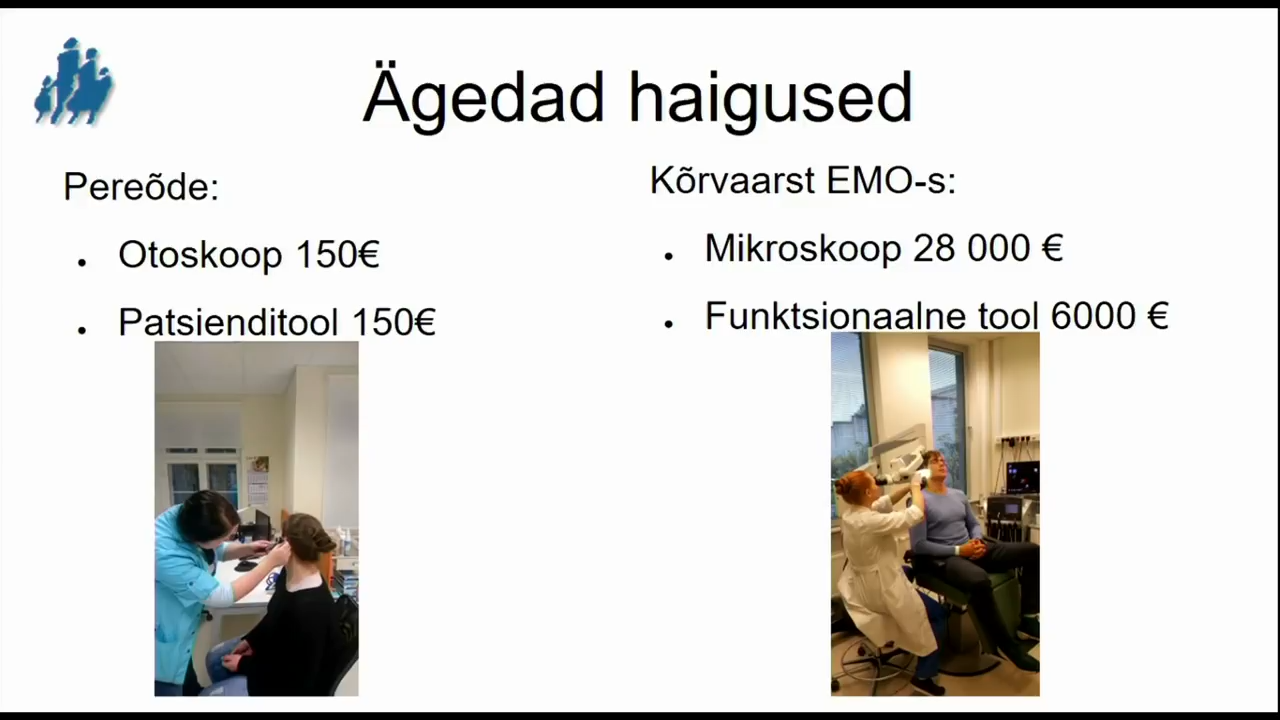 Ägedad haigused
Pereõde:
• Otoskoop 150€
• Patsienditool 150€
Kõrvaarst EMO-s:
• Mikroskoop 28 000 €
• Funktsionaalne tool 6000 €